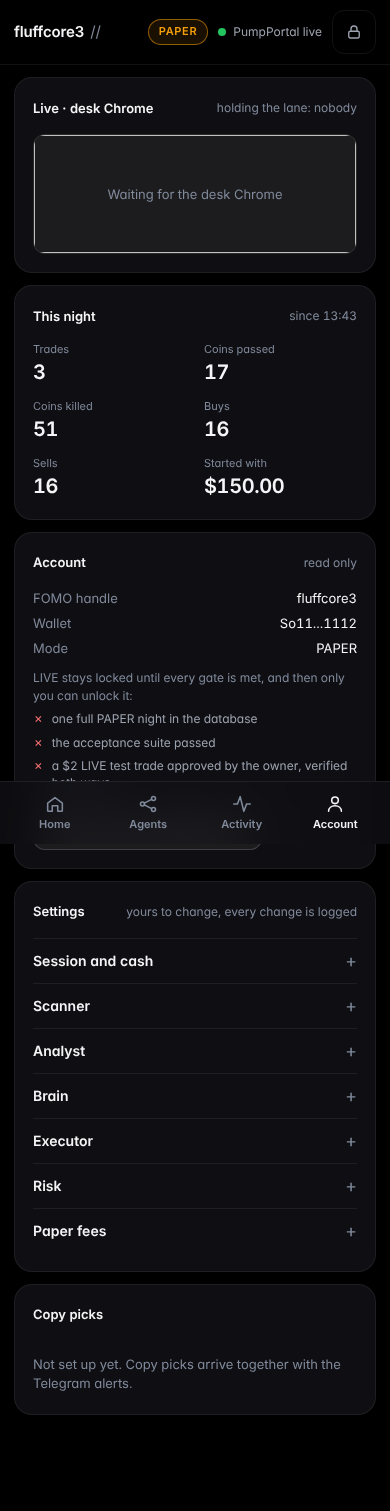 fluffcore3 //
PAPER
PumpPortal live
Live · desk Chrome
holding the lane: nobody
Waiting for the desk Chrome
This night
since 13:43
Trades
Coins passed
3
17
Coins killed
Buys
51
16
Sells
Started with
16
$150.00
Account
read only
FOMO handle
fluffcore3
Wallet
So11…1112
Mode
PAPER
LIVE stays locked until every gate is met, and then only
you can unlock it:
× one full PAPER night in the database
× the acceptance suite passed
× a $2 LIVE test trade approved by the owner, verified
Home
Agents
Activity
Account
Settings
yours to change, every change is logged
Session and cash +
Scanner +
Analyst +
Brain +
Executor +
Risk +
Paper fees +
Copy picks
Not set up yet. Copy picks arrive together with the
Telegram alerts.